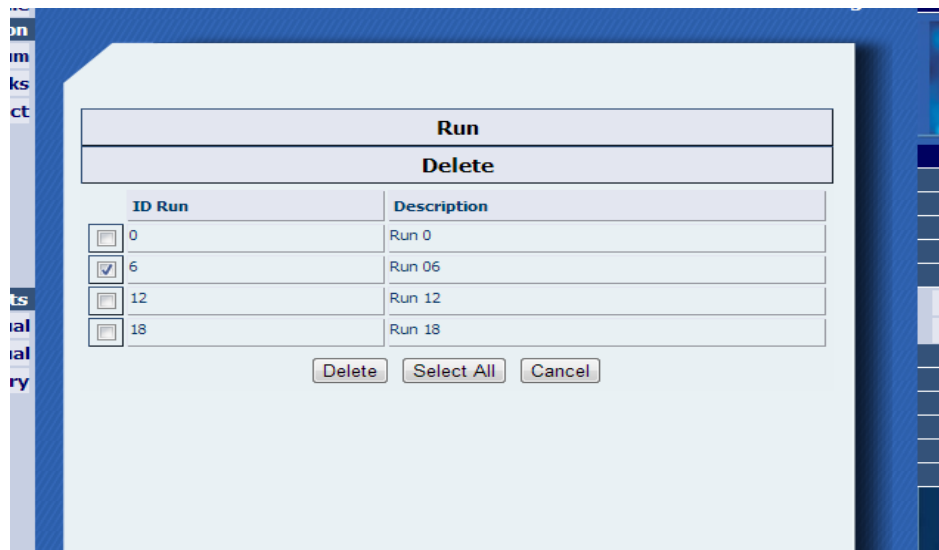 Run
Delete
ID Run Description
0 Run 0
6 Run 06
12 Run 12
18 Run 18
Delete Select All Cancel